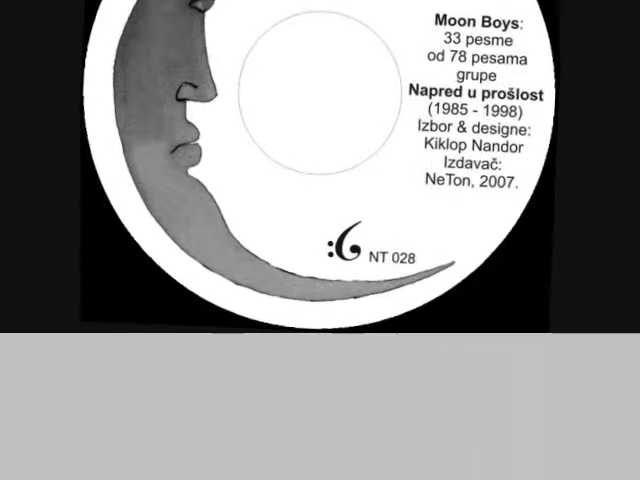 Moon Boys:
33 pesme
od 78 pesama
grupe
Napred u prošlost
(1985 - 1998)
Izbor & designe:
Kiklop Nandor
Izdavač:
NeTon, 2007.
NT 028